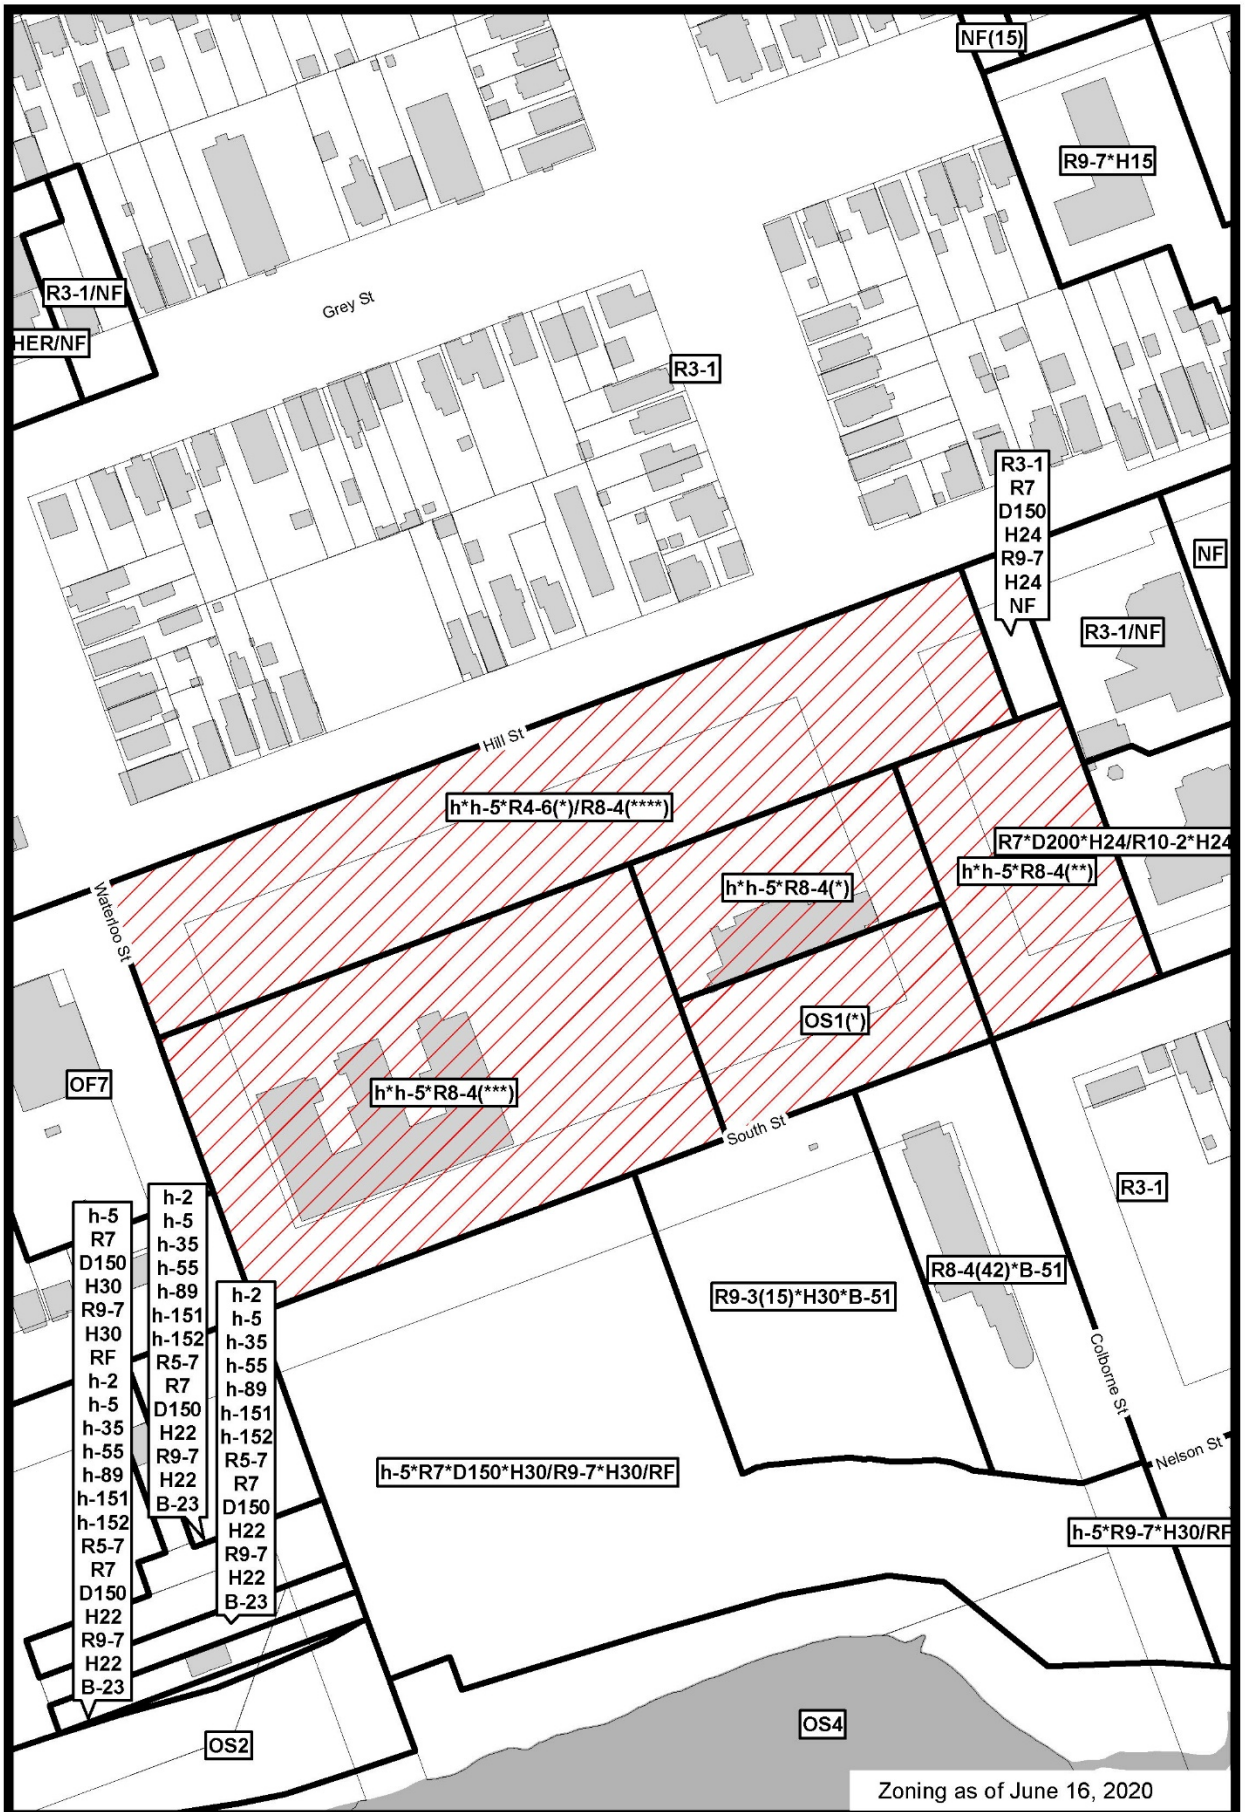 NF(15)
R9-7*H15
R3-1/NF
HER/NF
Grey St
R3-1
R3-1
R7
D150
H24
R9-7
H24
NF
NF
R3-1/NF
Hill St
h*h-5*R4-6(*)/R8-4(****)
R7*D200*H24/R10-2*H24
h*h-5*R8-4(**)
h*h-5*R8-4(*)
Waterloo St
OS1(*)
OF7
h*h-5*R8-4(***)
South St
R3-1
h-5
R7
D150
H30
R9-7
H30
RF
h-2
h-5
h-35
h-55
h-89
h-151
h-152
R5-7
R7
D150
H22
R9-7
H22
B-23
h-2
h-5
h-35
h-55
h-89
h-151
h-152
R5-7
R7
D150
H22
R9-7
H22
B-23
h-2
h-5
h-35
h-55
h-89
h-151
h-152
R5-7
R7
D150
H22
R9-7
H22
B-23
R8-4(42)*B-51
R9-3(15)*H30*B-51
Colborne St
Nelson St
h-5*R7*D150*H30/R9-7*H30/RF
h-5*R9-7*H30/RF
OS4
OS2
Zoning as of June 16, 2020